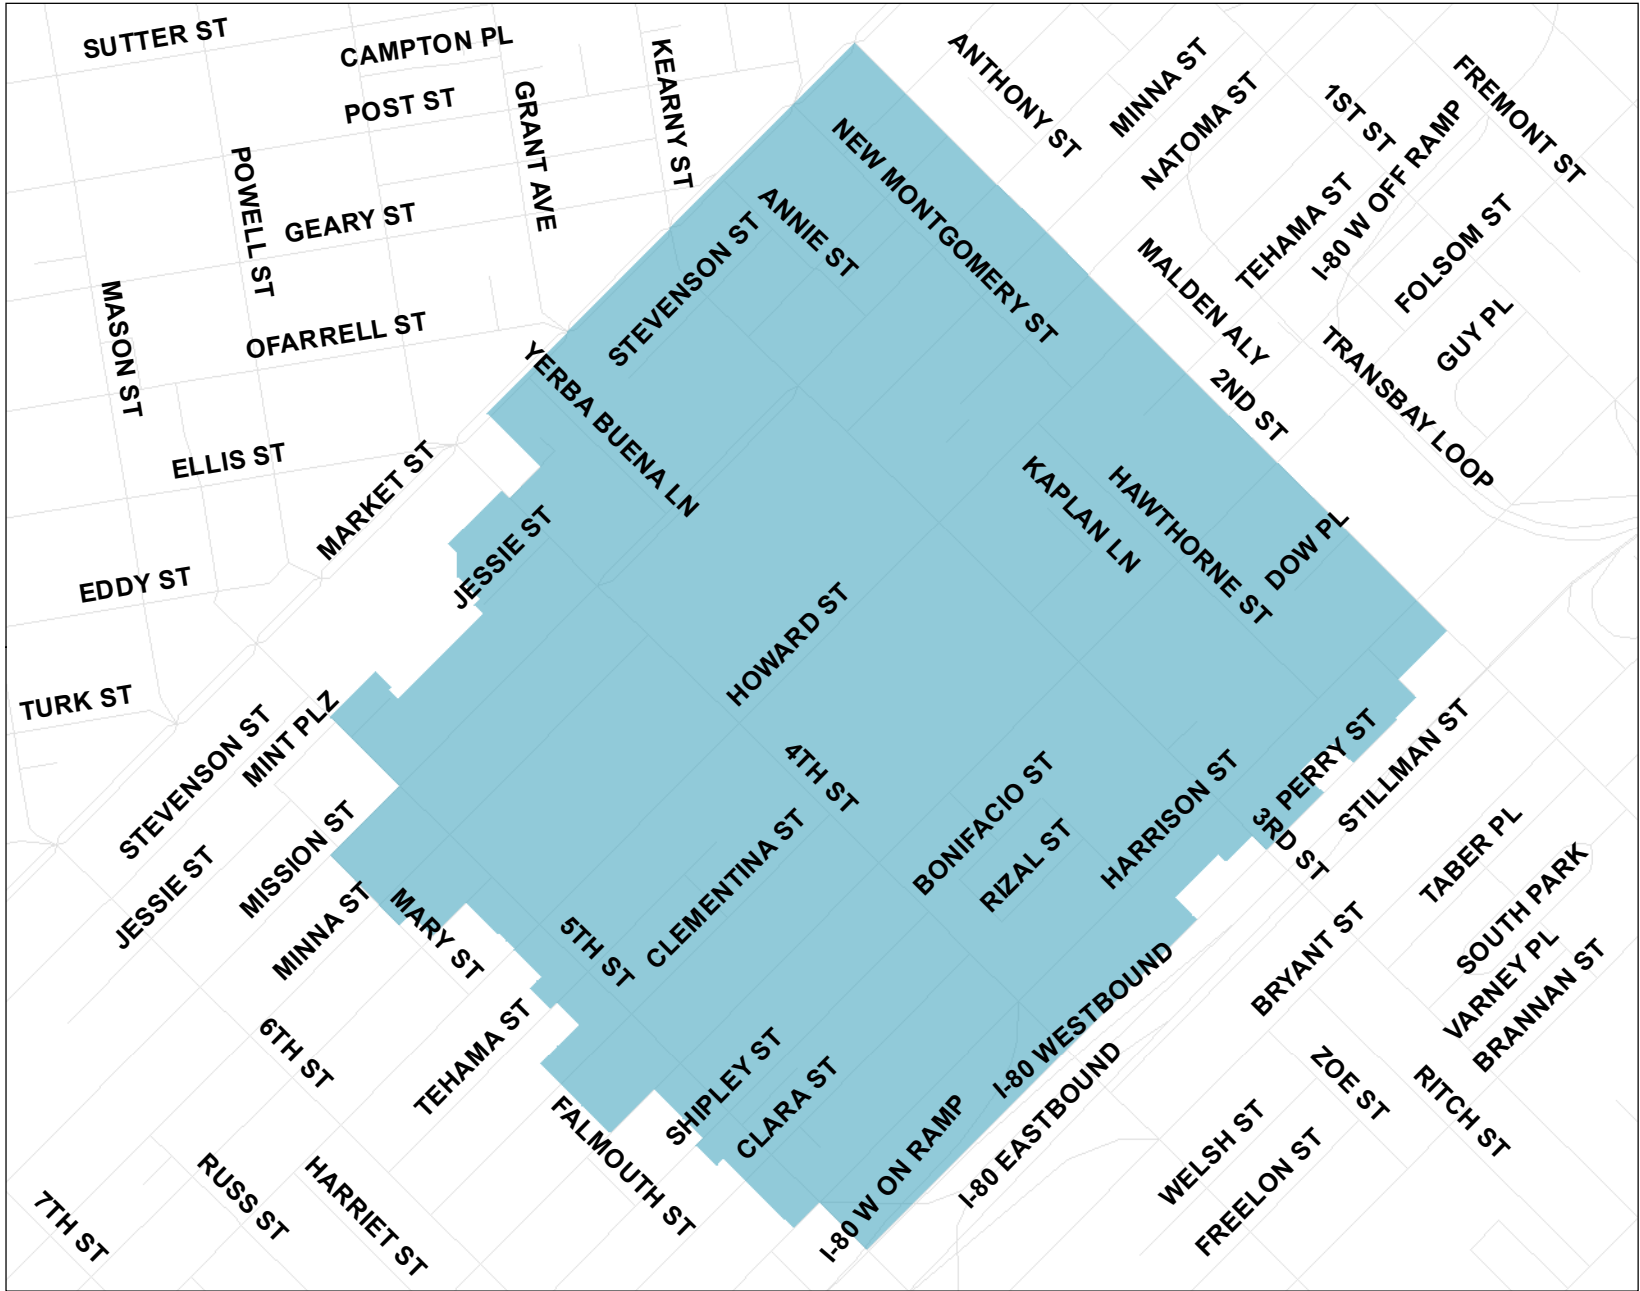 SUTTER ST
CAMPTON PL
POST ST
KEARNY ST
GRANT AVE
POWELL ST
GEARY ST
MASON ST
OFARRELL ST
ELLIS ST
MARKET ST
EDDY ST
TURK ST
ANTHONY ST
MINNA ST
NATOMA ST
1ST ST
FREMONT ST
I-80 W OFF RAMP
TEHAMA ST
FOLSOM ST
GUY PL
MALDEN ALY
TRANSBAY LOOP
2ND ST
NEW MONTGOMERY ST
ANNIE ST
STEVENSON ST
YERBA BUENA LN
JESSIE ST
KAPLAN LN
HAWTHORNE ST
DOW PL
HOWARD ST
4TH ST
CLEMENTINA ST
BONIFACIO ST
RIZAL ST
HARRISON ST
PERRY ST
3RD ST
STILLMAN ST
TABER PL
SOUTH PARK
VARNEY PL
BRANNAN ST
BRYANT ST
STEVENSON ST
MINT PLZ
JESSIE ST
MISSION ST
MINNA ST
MARY ST
5TH ST
6TH ST
TEHAMA ST
FALMOUTH ST
SHIPLEY ST
CLARA ST
I-80 W ON RAMP
I-80 WESTBOUND
I-80 EASTBOUND
ZOE ST
RITCH ST
WELSH ST
FREELON ST
HARRIET ST
RUSS ST
7TH ST